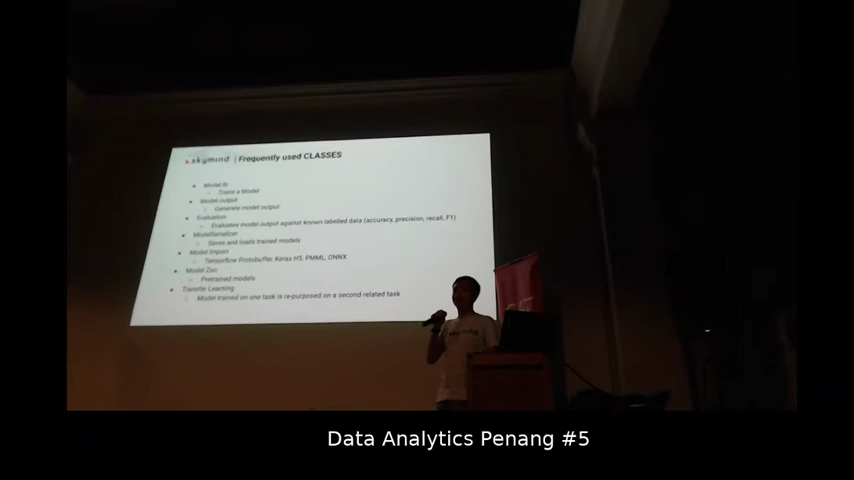 skymind | Frequently used CLASSES
Model.fit
Trains a Model
Model.output
Generate model output
Evaluation
Evaluates model output against known labelled data (accuracy, precision, recall, F1)
ModelSerializer
Saves and loads trained models
Model Import
Tensorflow Protobuffer, Keras H5, PMML, ONNX
Model Zoo
Pretrained models
Transfer Learning
Model trained on one task is re-purposed on a second related task
Data Analytics Penang #5